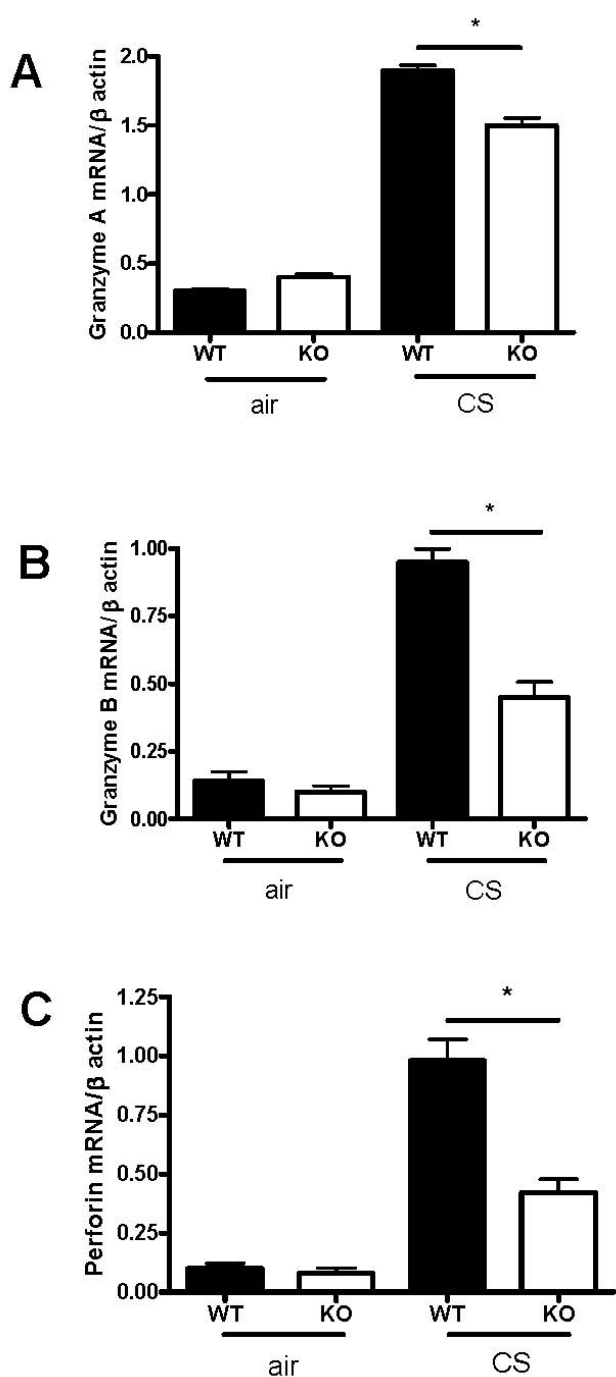 A
Granzyme A mRNA/β actin
2.0
1.5
1.0
0.5
0.0
*
WT KO WT KO
air CS
B
Granzyme B mRNA/β actin
1.00
0.75
0.50
0.25
0.00
*
WT KO WT KO
air CS
C
Perforin mRNA/β actin
1.25
1.00
0.75
0.50
0.25
0.00
*
WT KO WT KO
air CS